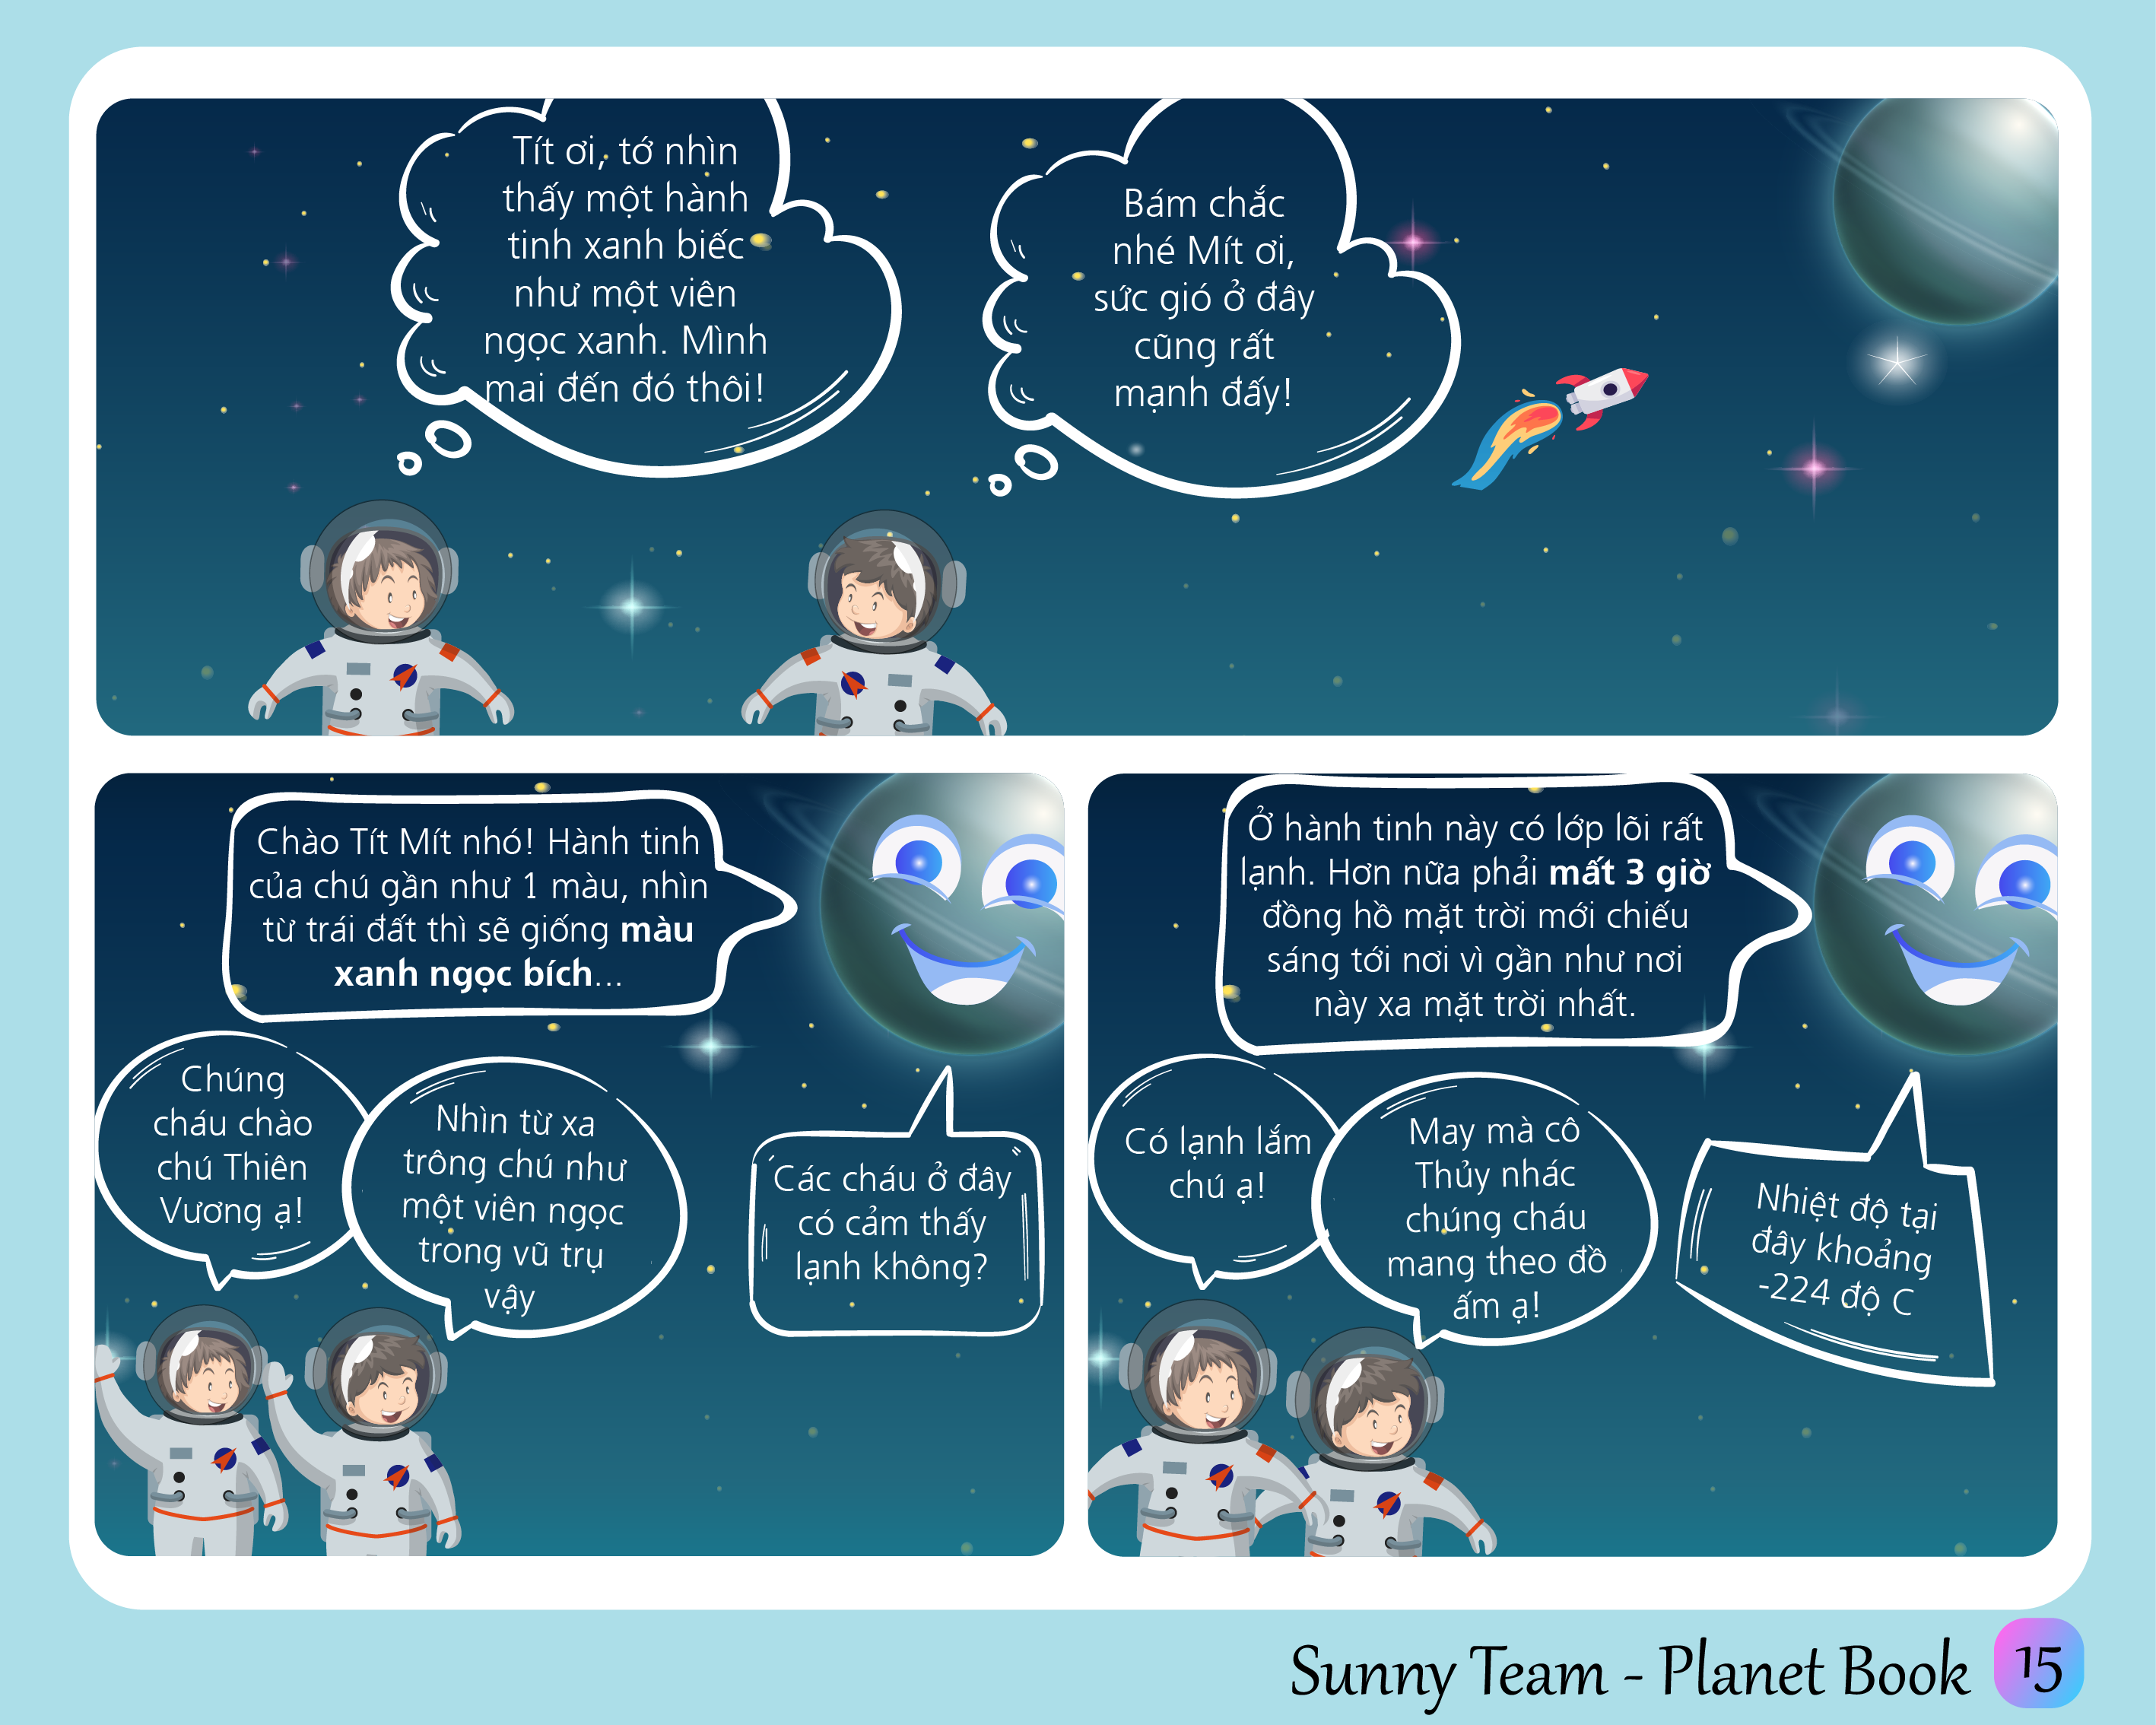 Tít ơi, tớ nhìn
thấy một hành
tinh xanh biếc
như một viên
ngọc xanh. Mình
mai đến đó thôi!
Bám chắc
nhé Mít ơi,
sức gió ở đây
cũng rất
mạnh đấy!
Chào Tít Mít nhó! Hành tinh
của chú gần như 1 màu, nhìn
từ trái đất thì sẽ giống màu
xanh ngọc bích...
Chúng
cháu chào
chú Thiên
Vương ạ!
Nhìn từ xa
trông chú như
một viên ngọc
trong vũ trụ
vậy
Các cháu ở đây
có cảm thấy
lạnh không?
Ở hành tinh này có lớp lõi rất
lạnh. Hơn nữa phải mất 3 giờ
đồng hồ mặt trời mới chiếu
sáng tới nơi vì gần như nơi
này xa mặt trời nhất.
Có lạnh lắm
chú ạ!
May mà cô
Thủy nhác
chúng cháu
mang theo đồ
ấm ạ!
Nhiệt độ tại
đây khoảng
-224 độ C
Sunny Team - Planet Book 15